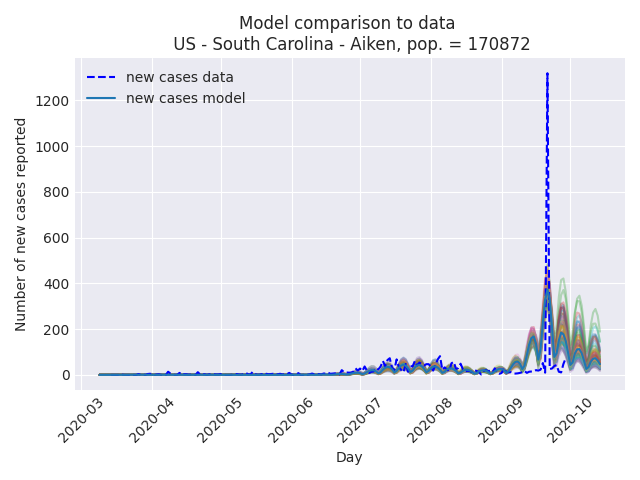 Model comparison to data
US - South Carolina - Aiken, pop. = 170872
new cases data
new cases model
Number of new cases reported
1200
1000
800
600
400
200
0
2020-03
2020-04
2020-05
2020-06
2020-07
2020-08
2020-09
2020-10
Day